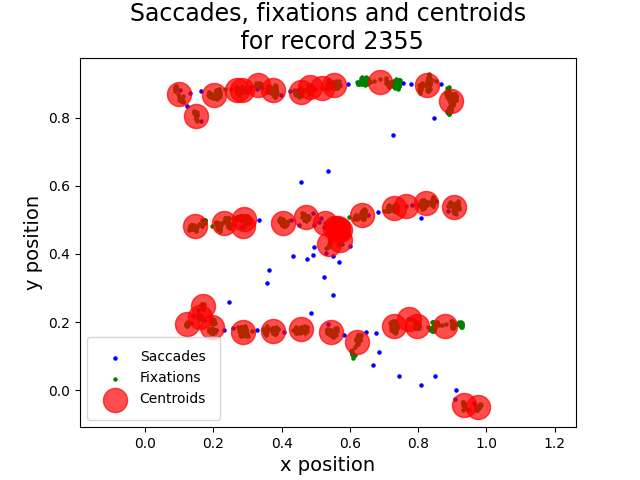 Saccades, fixations and centroids
for record 2355
y position
0.8
0.6
0.4
0.2
0.0
Saccades
Fixations
Centroids
0.0 0.2 0.4 0.6 0.8 1.0 1.2
x position